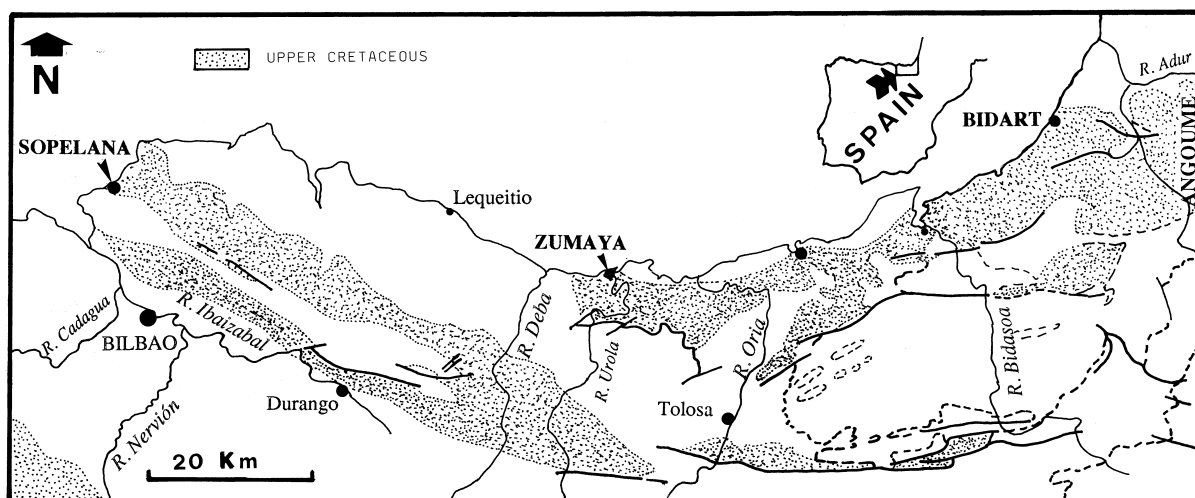 N
UPPER CRETACEOUS
SPAIN
R. Adur
BIDART
ANGOUME
SOPELANA
Lequeitio
ZUMAYA
R. Cadagua
BILBAO
R. Ibaizabal
R. Deba
R. Urola
R. Oria
R. Bidasoa
Durango
Tolosa
R. Nervión
20 Km